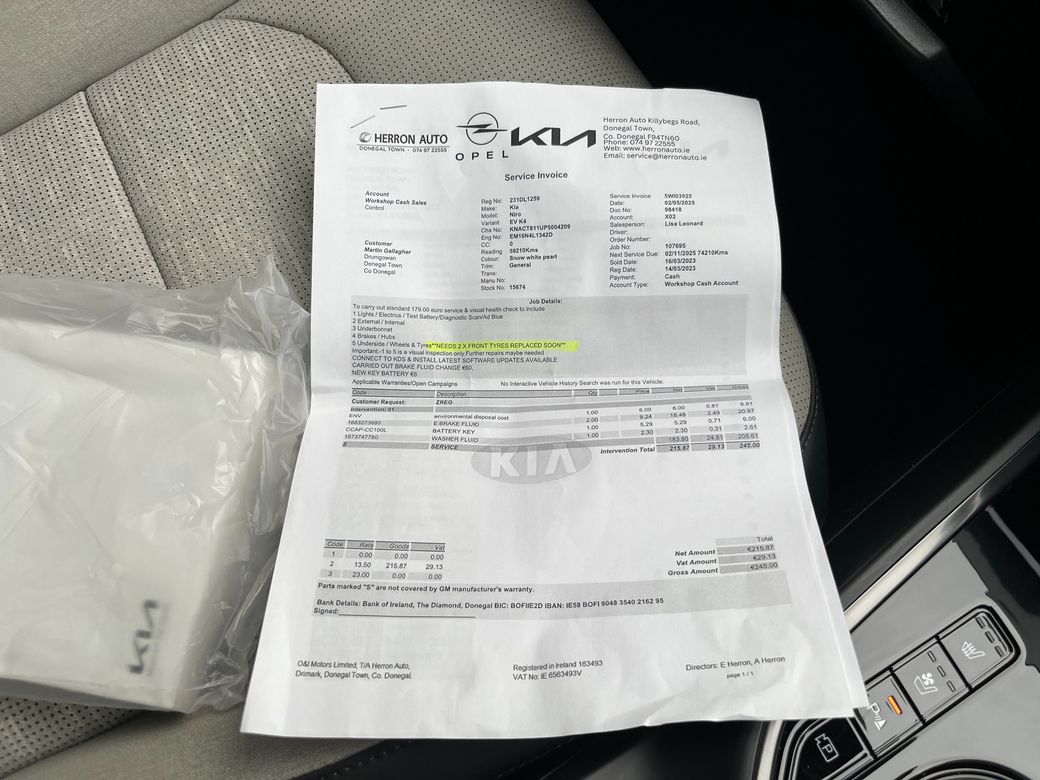 HERRON AUTO
DONEGAL TOWN - 074 97 22555
OPEL
KIA
Herron Auto Killybegs Road,
Donegal Town,
Co. Donegal F94TN60
Phone: 074 97 22555
Web: www.herronauto.ie
Email: service@herronauto.ie
Service Invoice
Account
Workshop Cash Sales
Control
Customer
Martin Gallagher
Drumgowan
Donegal Town
Co Donegal
Reg No: 231DL1259
Make: Kia
Model: Niro
Variant EV K4
Cha No: KNACT811UP5004209
Eng No: EM16N4L1342D
CC 0
Reading 59210Kms
Colour: Snow white pearl
Trim: General
Trans:
Manu No:
Stock No: 15674
Service Invoice 5WI03925
Date: 02/05/2025
Doc No: 98418
Account: X02
Salesperson: Lisa Leonard
Driver:
Order Number:
Job No: 107695
Next Service Due: 02/11/2025 74210Kms
Sold Date: 16/03/2023
Reg Date: 14/03/2023
Payment: Cash
Account Type: Workshop Cash Account
Job Details:
To carry out standard 179.00 euro service & visual health check to include
1 Lights / Electrics / Test Battery/Diagnostic Scan/Ad Blue
2 External / Internal
3 Underbonnet
4 Brakes / Hubs
5 Underside / Wheels & Tyres**NEEDS 2 X FRONT TYRES REPLACED SOON**
Important:-1 to 5 is a visual inspection only.Further repairs maybe needed
CONNECT TO KDS & INSTALL LATEST SOFTWARE UPDATES AVAILABLE
CARRIED OUT BRAKE FLUID CHANGE €60,
NEW KEY BATTERY €6
Applicable Warranties/Open Campaigns No Interactive Vehicle History Search was run for this Vehicle.
Code Description Qty Price Net Vat Gross
Customer Request: ZREG
Intervention: 01
ENV environmental disposal cost 1.00 6.00 6.00 0.81 6.81
1683273680 E:BRAKE FLUID 2.00 9.24 18.48 2.49 20.97
CCAP-CC100L BATTERY KEY 1.00 5.29 5.29 0.71 6.00
1673747780 WASHER FLUID 1.00 2.30 2.30 0.31 2.61
S SERVICE 183.80 24.81 208.61
Intervention Total 215.87 29.13 245.00
KIA
Code Rate Goods Vat
1 0.00 0.00 0.00
2 13.50 215.87 29.13
3 23.00 0.00 0.00
Total
Net Amount €215.87
Vat Amount €29.13
Gross Amount €245.00
Parts marked "S" are not covered by GM manufacturer's warranty.
Bank Details: Bank of Ireland, The Diamond, Donegal BIC: BOFIIE2D IBAN: IE58 BOFI 9048 3540 2162 95
Signed:
O&I Motors Limited, T/A Herron Auto,
Drimark, Donegal Town, Co. Donegal.
Registered in Ireland 163493
VAT No: IE 6563493V
Directors: E Herron, A Herron
page 1 / 1
KIA
P
P